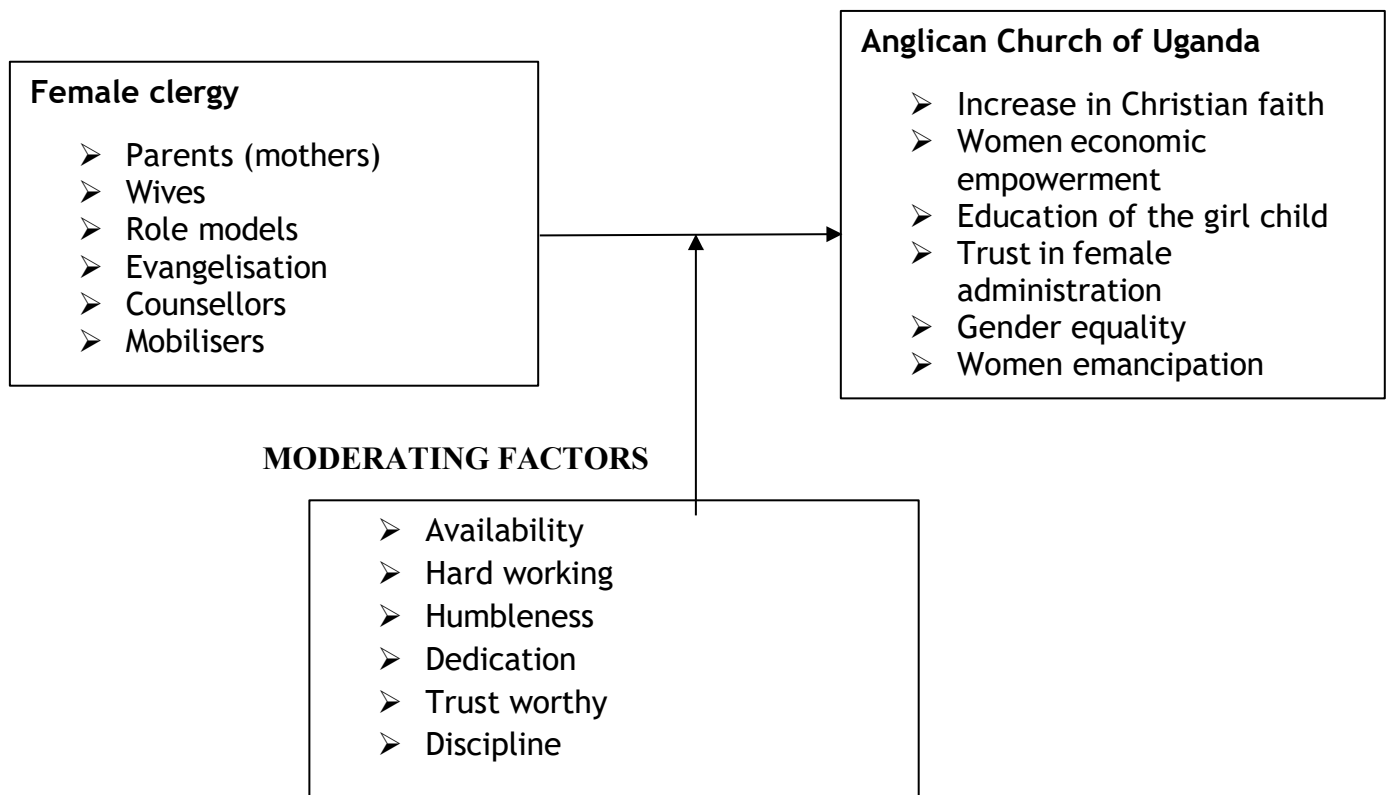 Female clergy
➢ Parents (mothers)
➢ Wives
➢ Role models
➢ Evangelisation
➢ Counsellors
➢ Mobilisers
Anglican Church of Uganda
➢ Increase in Christian faith
➢ Women economic
empowerment
➢ Education of the girl child
➢ Trust in female
administration
➢ Gender equality
➢ Women emancipation
MODERATING FACTORS
➢ Availability
➢ Hard working
➢ Humbleness
➢ Dedication
➢ Trust worthy
➢ Discipline